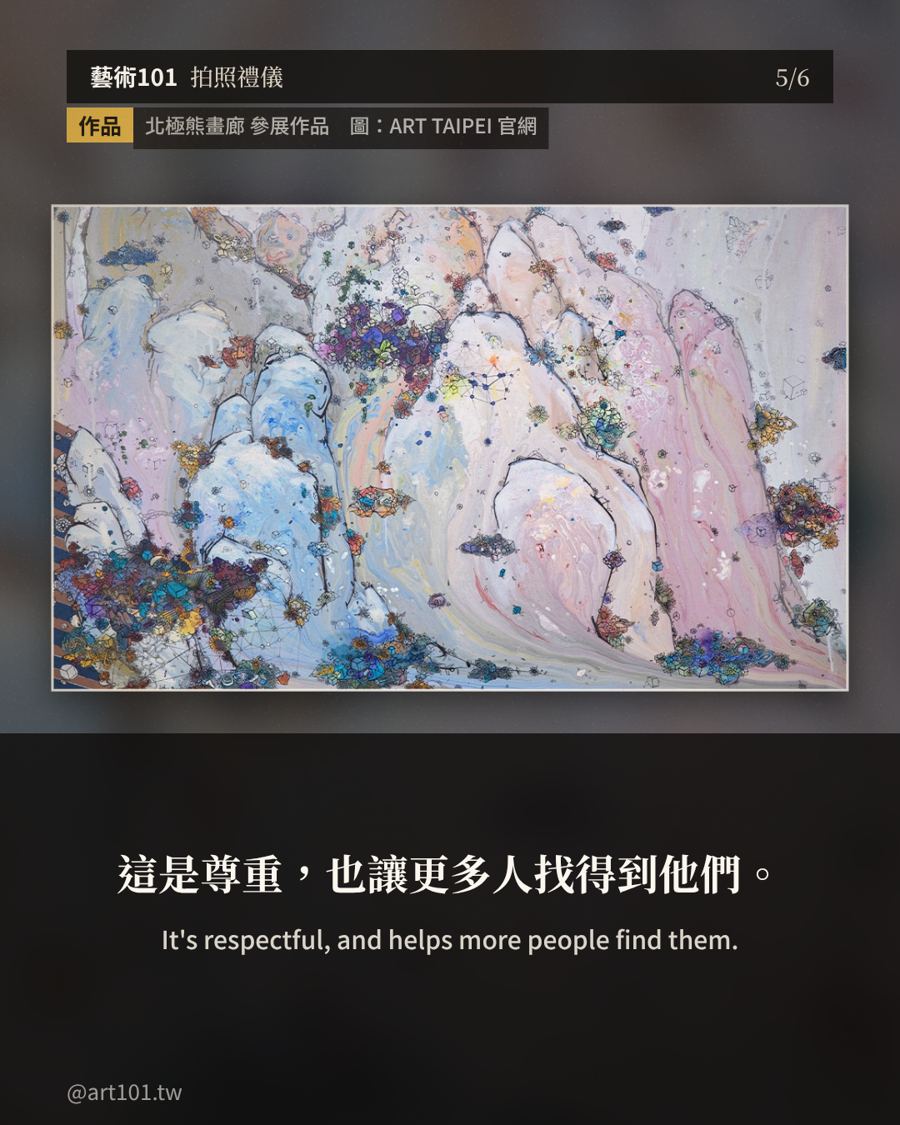 藝術101 拍照禮儀 5/6
作品 北極熊畫廊 參展作品 圖：ART TAIPEI 官網
這是尊重，也讓更多人找得到他們。
It's respectful, and helps more people find them.
@art101.tw